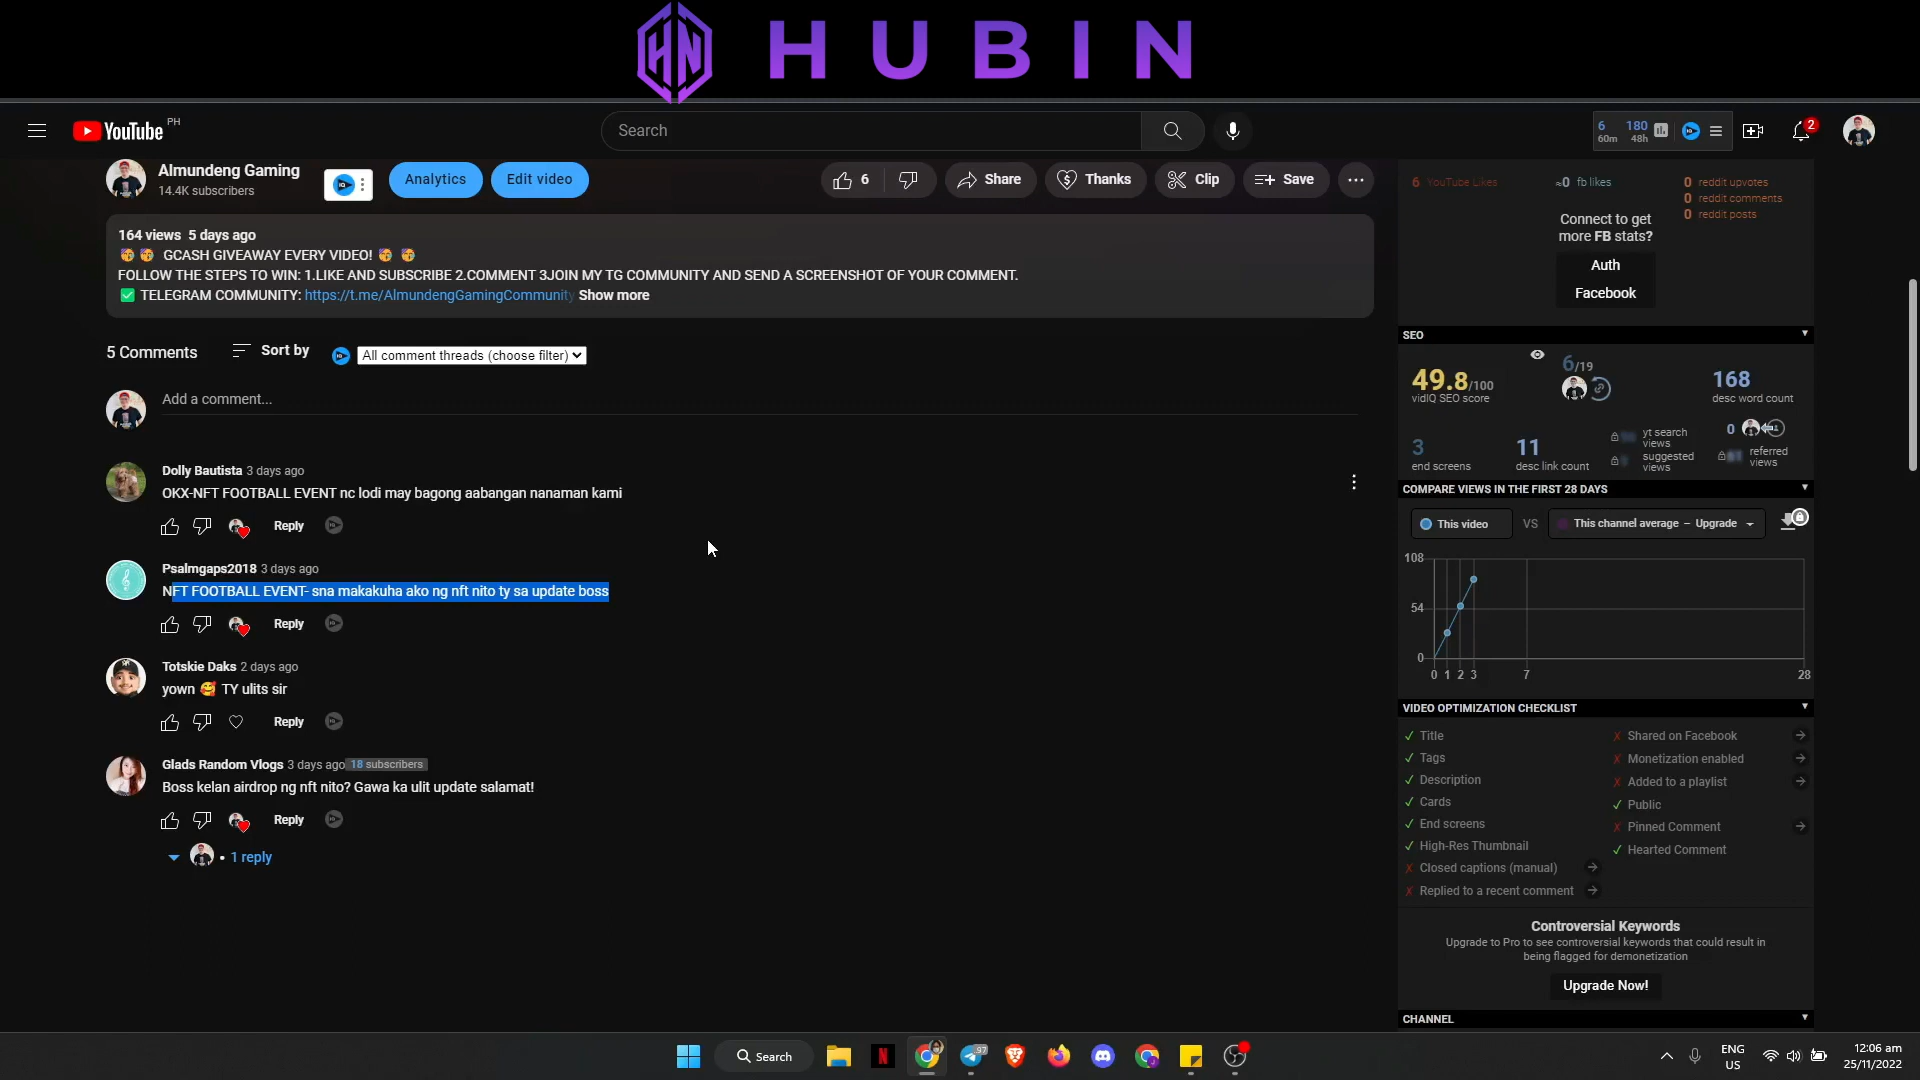 HUBIN
YouTube PH
Search
6 60m
180 48h
2
Almundeng Gaming
14.4K subscribers
Analytics
Edit video
6
Share
Thanks
Clip
Save
164 views 5 days ago
GCASH GIVEAWAY EVERY VIDEO!
FOLLOW THE STEPS TO WIN: 1.LIKE AND SUBSCRIBE 2.COMMENT 3JOIN MY TG COMMUNITY AND SEND A SCREENSHOT OF YOUR COMMENT.
✅ TELEGRAM COMMUNITY: https://t.me/AlmundengGamingCommunity Show more
5 Comments
Sort by
All comment threads (choose filter)
Add a comment...
Dolly Bautista 3 days ago
OKX-NFT FOOTBALL EVENT nc lodi may bagong aabangan nanaman kami
Reply
Psalmgaps2018 3 days ago
NFT FOOTBALL EVENT- sna makakuha ako ng nft nito ty sa update boss
Reply
Totskie Daks 2 days ago
yown 🥰 TY ulits sir
Reply
Glads Random Vlogs 3 days ago 18 subscribers
Boss kelan airdrop ng nft nito? Gawa ka ulit update salamat!
Reply
• 1 reply
6 YouTube Likes
≈0 fb likes
0 reddit upvotes
0 reddit comments
0 reddit posts
Connect to get
more FB stats?
Auth
Facebook
SEO
49.8/100
vidIQ SEO score
6/19
168
desc word count
3
end screens
11
desc link count
yt search
views
suggested
views
0
referred
views
COMPARE VIEWS IN THE FIRST 28 DAYS
This video
VS
This channel average – Upgrade
108
54
0
0 1 2 3 7 28
VIDEO OPTIMIZATION CHECKLIST
✓ Title
✓ Tags
✓ Description
✓ Cards
✓ End screens
✓ High-Res Thumbnail
✗ Closed captions (manual)
✗ Replied to a recent comment
✗ Shared on Facebook
✗ Monetization enabled
✗ Added to a playlist
✓ Public
✗ Pinned Comment
✓ Hearted Comment
Controversial Keywords
Upgrade to Pro to see controversial keywords that could result in
being flagged for demonetization
Upgrade Now!
CHANNEL
Search
97
ENG
US
12:06 am
25/11/2022